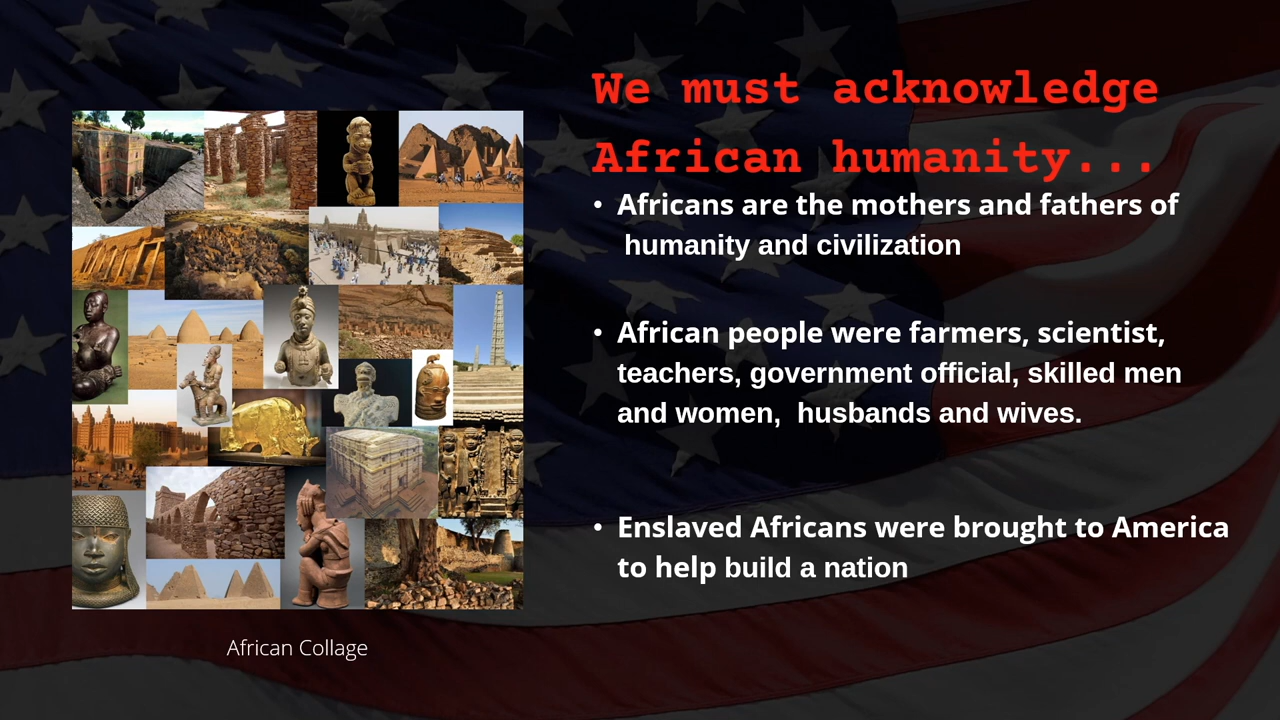 We must acknowledge
African humanity...
• Africans are the mothers and fathers of
humanity and civilization
• African people were farmers, scientist,
teachers, government official, skilled men
and women, husbands and wives.
• Enslaved Africans were brought to America
to help build a nation
African Collage